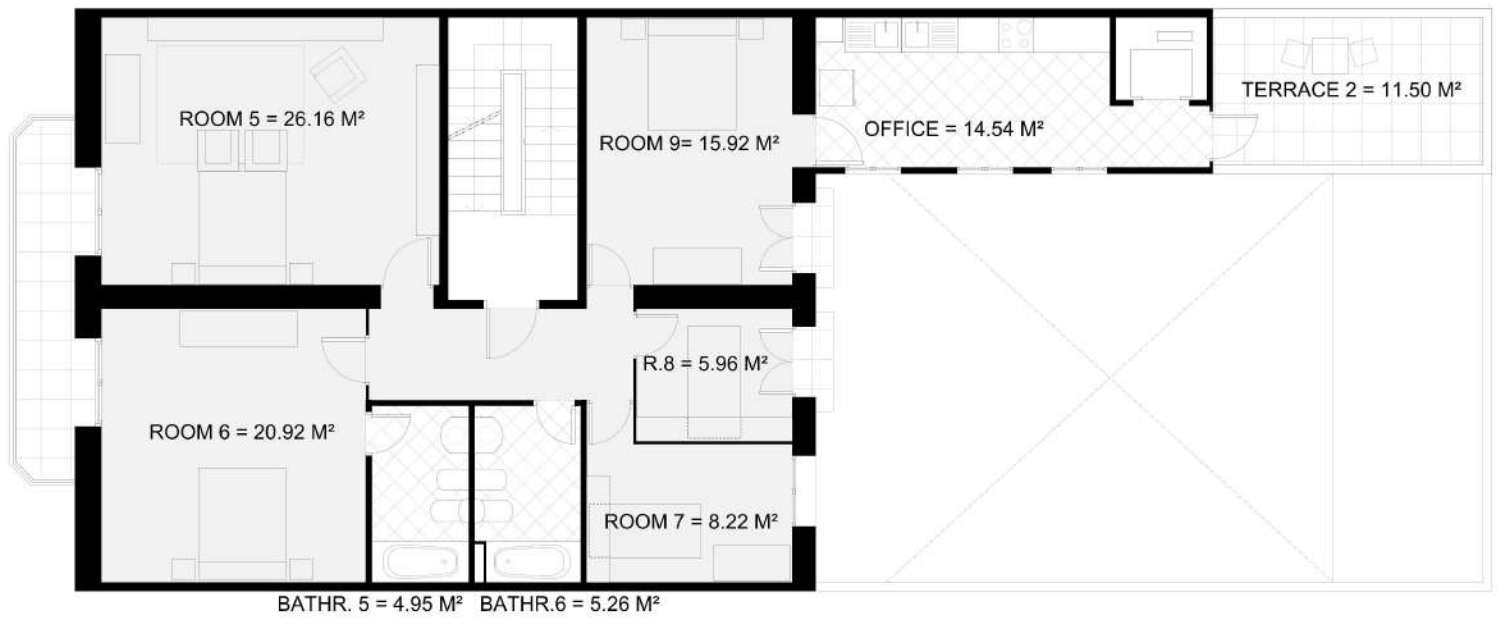 TERRACE 2 = 11.50 M²
ROOM 5 = 26.16 M²
OFFICE = 14.54 M²
ROOM 9= 15.92 M²
R.8 = 5.96 M²
ROOM 6 = 20.92 M²
ROOM 7 = 8.22 M²
BATHR. 5 = 4.95 M²
BATHR.6 = 5.26 M²